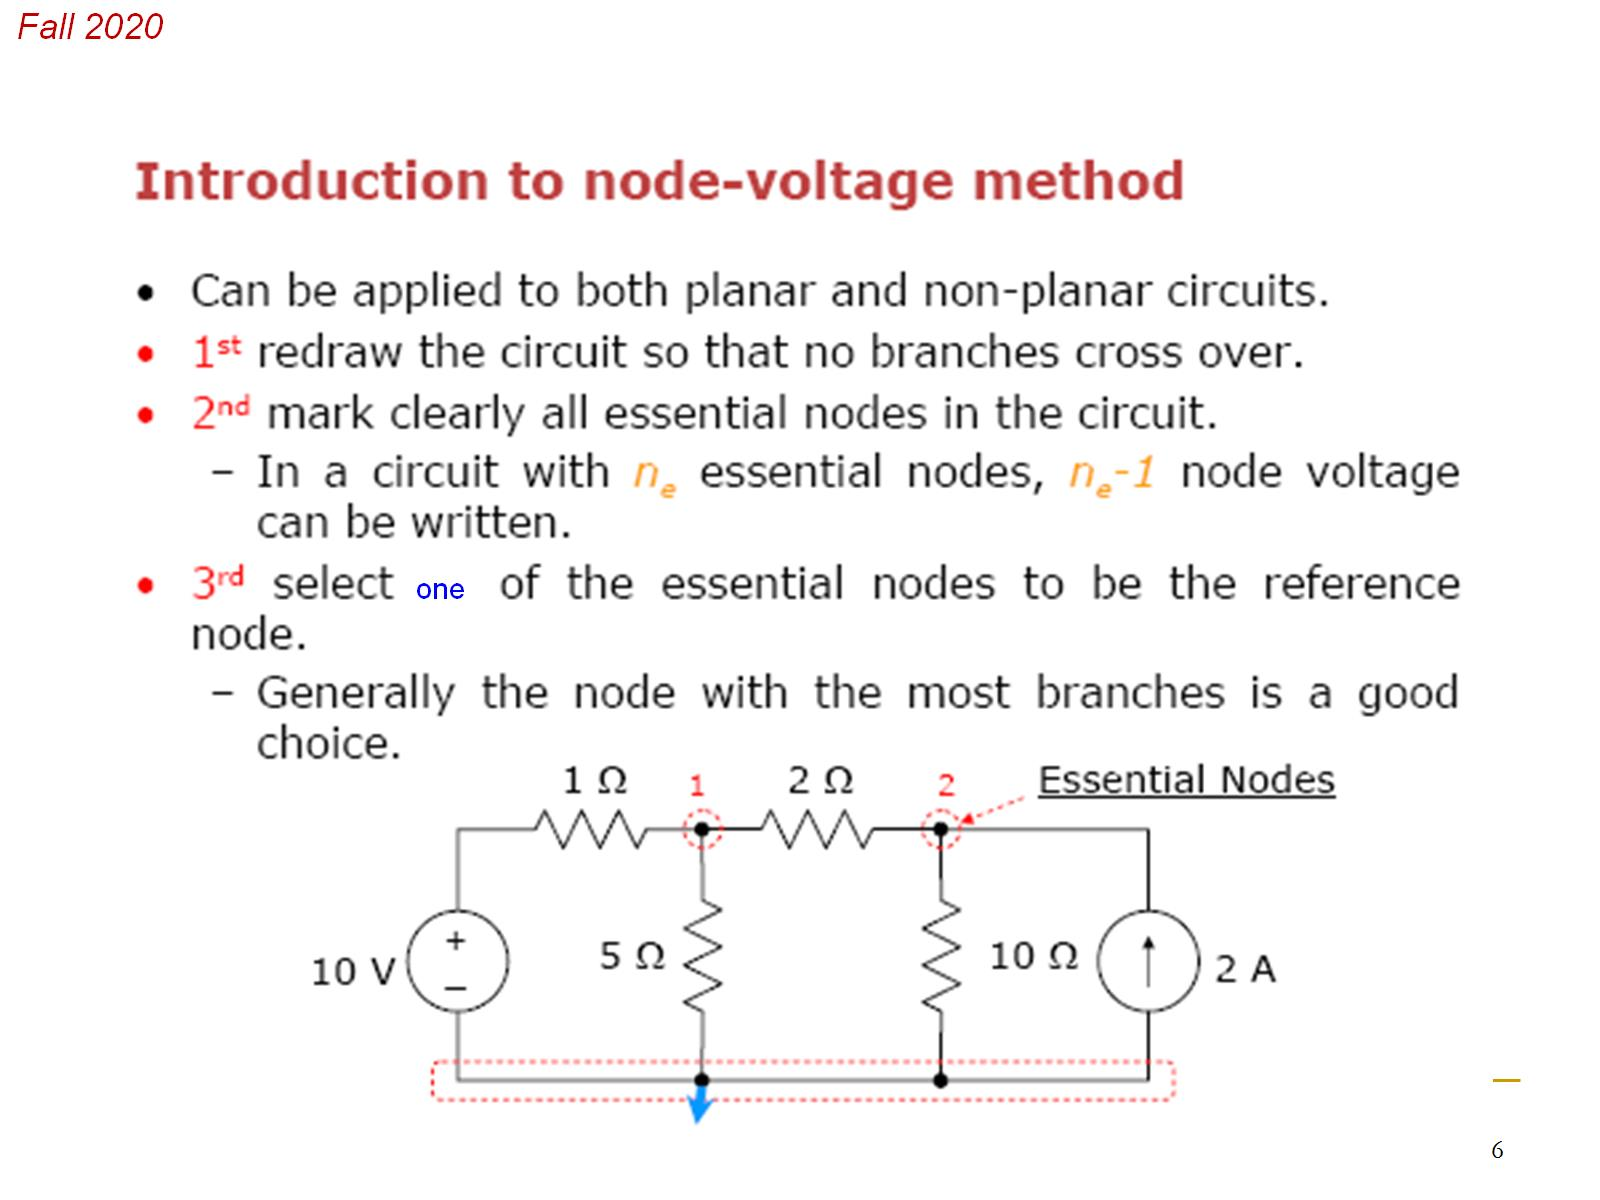 Fall 2020
Introduction to node-voltage method
• Can be applied to both planar and non-planar circuits.
• 1st redraw the circuit so that no branches cross over.
• 2nd mark clearly all essential nodes in the circuit.
– In a circuit with ne essential nodes, ne-1 node voltage
can be written.
• 3rd select one of the essential nodes to be the reference
node.
– Generally the node with the most branches is a good
choice.
1 Ω 1 2 Ω 2 Essential Nodes
10 V + − 5 Ω 10 Ω 2 A
6